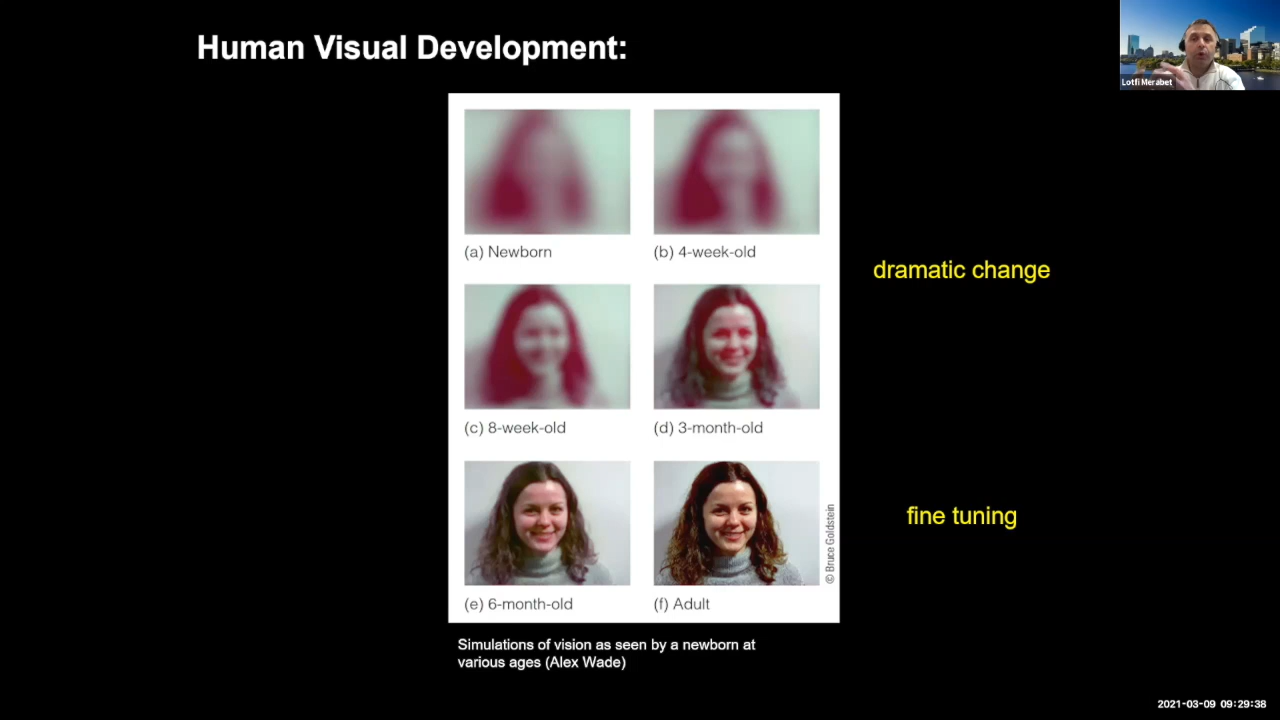 Human Visual Development:
Lotfi Merabet
(a) Newborn
(b) 4-week-old
dramatic change
(c) 8-week-old
(d) 3-month-old
fine tuning
© Bruce Goldstein
(e) 6-month-old
(f) Adult
Simulations of vision as seen by a newborn at
various ages (Alex Wade)
2021-03-09 09:29:38